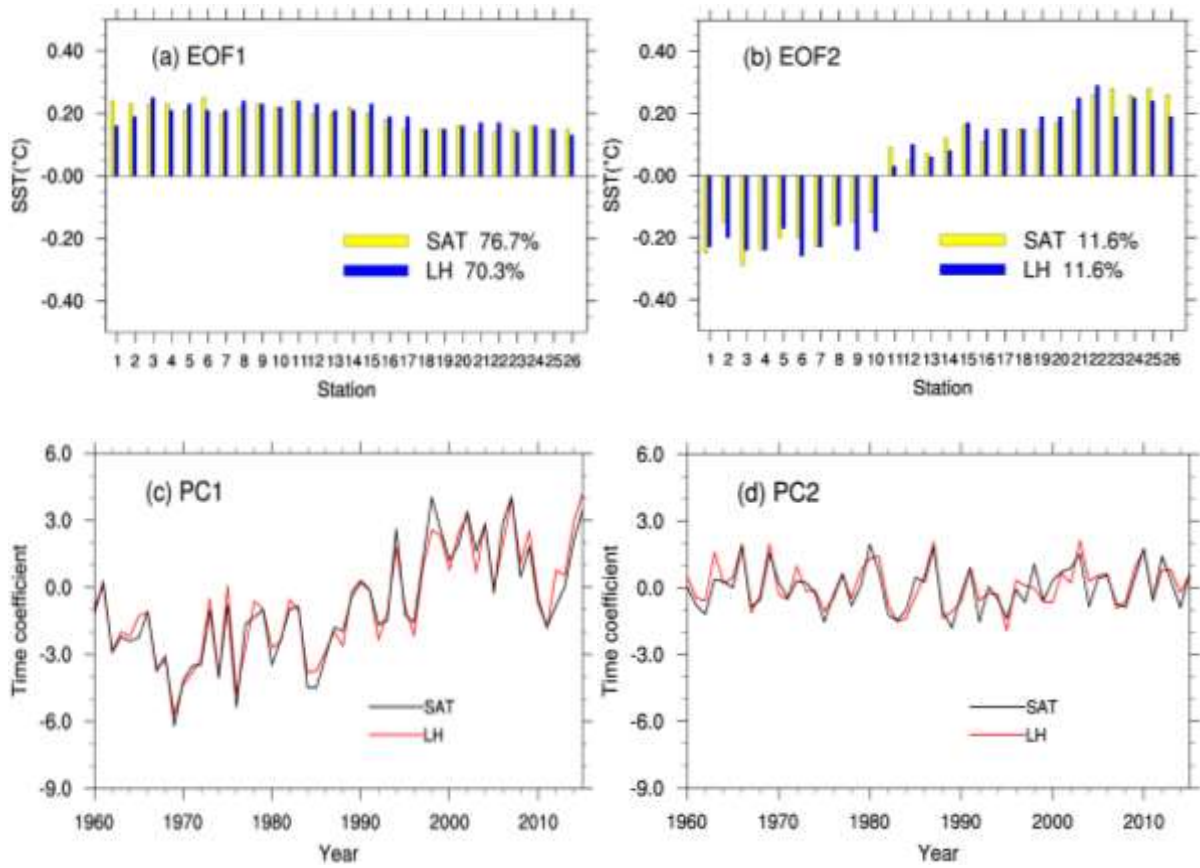 (a) EOF1
SST(°C)
0.40
0.20
-0.00
-0.20
-0.40
SAT 76.7%
LH 70.3%
1 2 3 4 5 6 7 8 9 10 11 12 13 14 15 16 17 18 19 20 21 22 23 24 25 26
Station
(b) EOF2
SST(°C)
0.40
0.20
-0.00
-0.20
-0.40
SAT 11.6%
LH 11.6%
1 2 3 4 5 6 7 8 9 10 11 12 13 14 15 16 17 18 19 20 21 22 23 24 25 26
Station
(c) PC1
Time coefficient
6.0
3.0
0.0
-3.0
-6.0
-9.0
SAT
LH
1960 1970 1980 1990 2000 2010
Year
(d) PC2
Time coefficient
6.0
3.0
0.0
-3.0
-6.0
-9.0
SAT
LH
1960 1970 1980 1990 2000 2010
Year